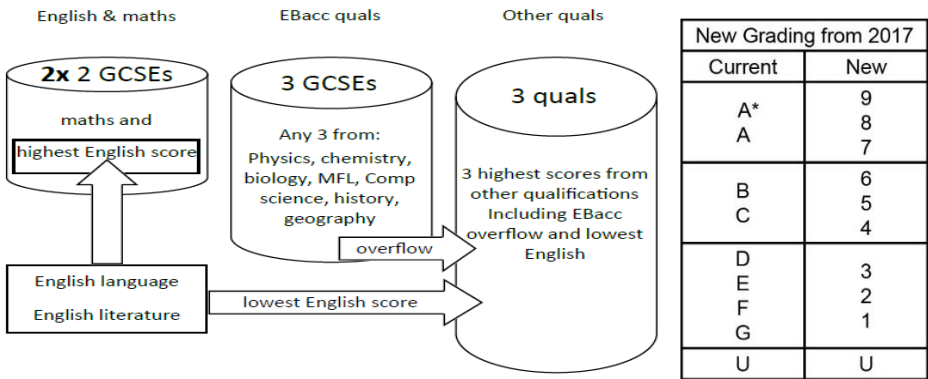 English & maths
2x 2 GCSEs
maths and
highest English score
English language
English literature
EBacc quals
3 GCSEs
Any 3 from:
Physics, chemistry,
biology, MFL, Comp
science, history,
geography
overflow
lowest English score
Other quals
3 quals
3 highest scores from
other qualifications
Including EBacc
overflow and lowest
English
New Grading from 2017
Current New
A*
A
9
8
7
B
C
6
5
4
D
E
F
G
3
2
1
U U